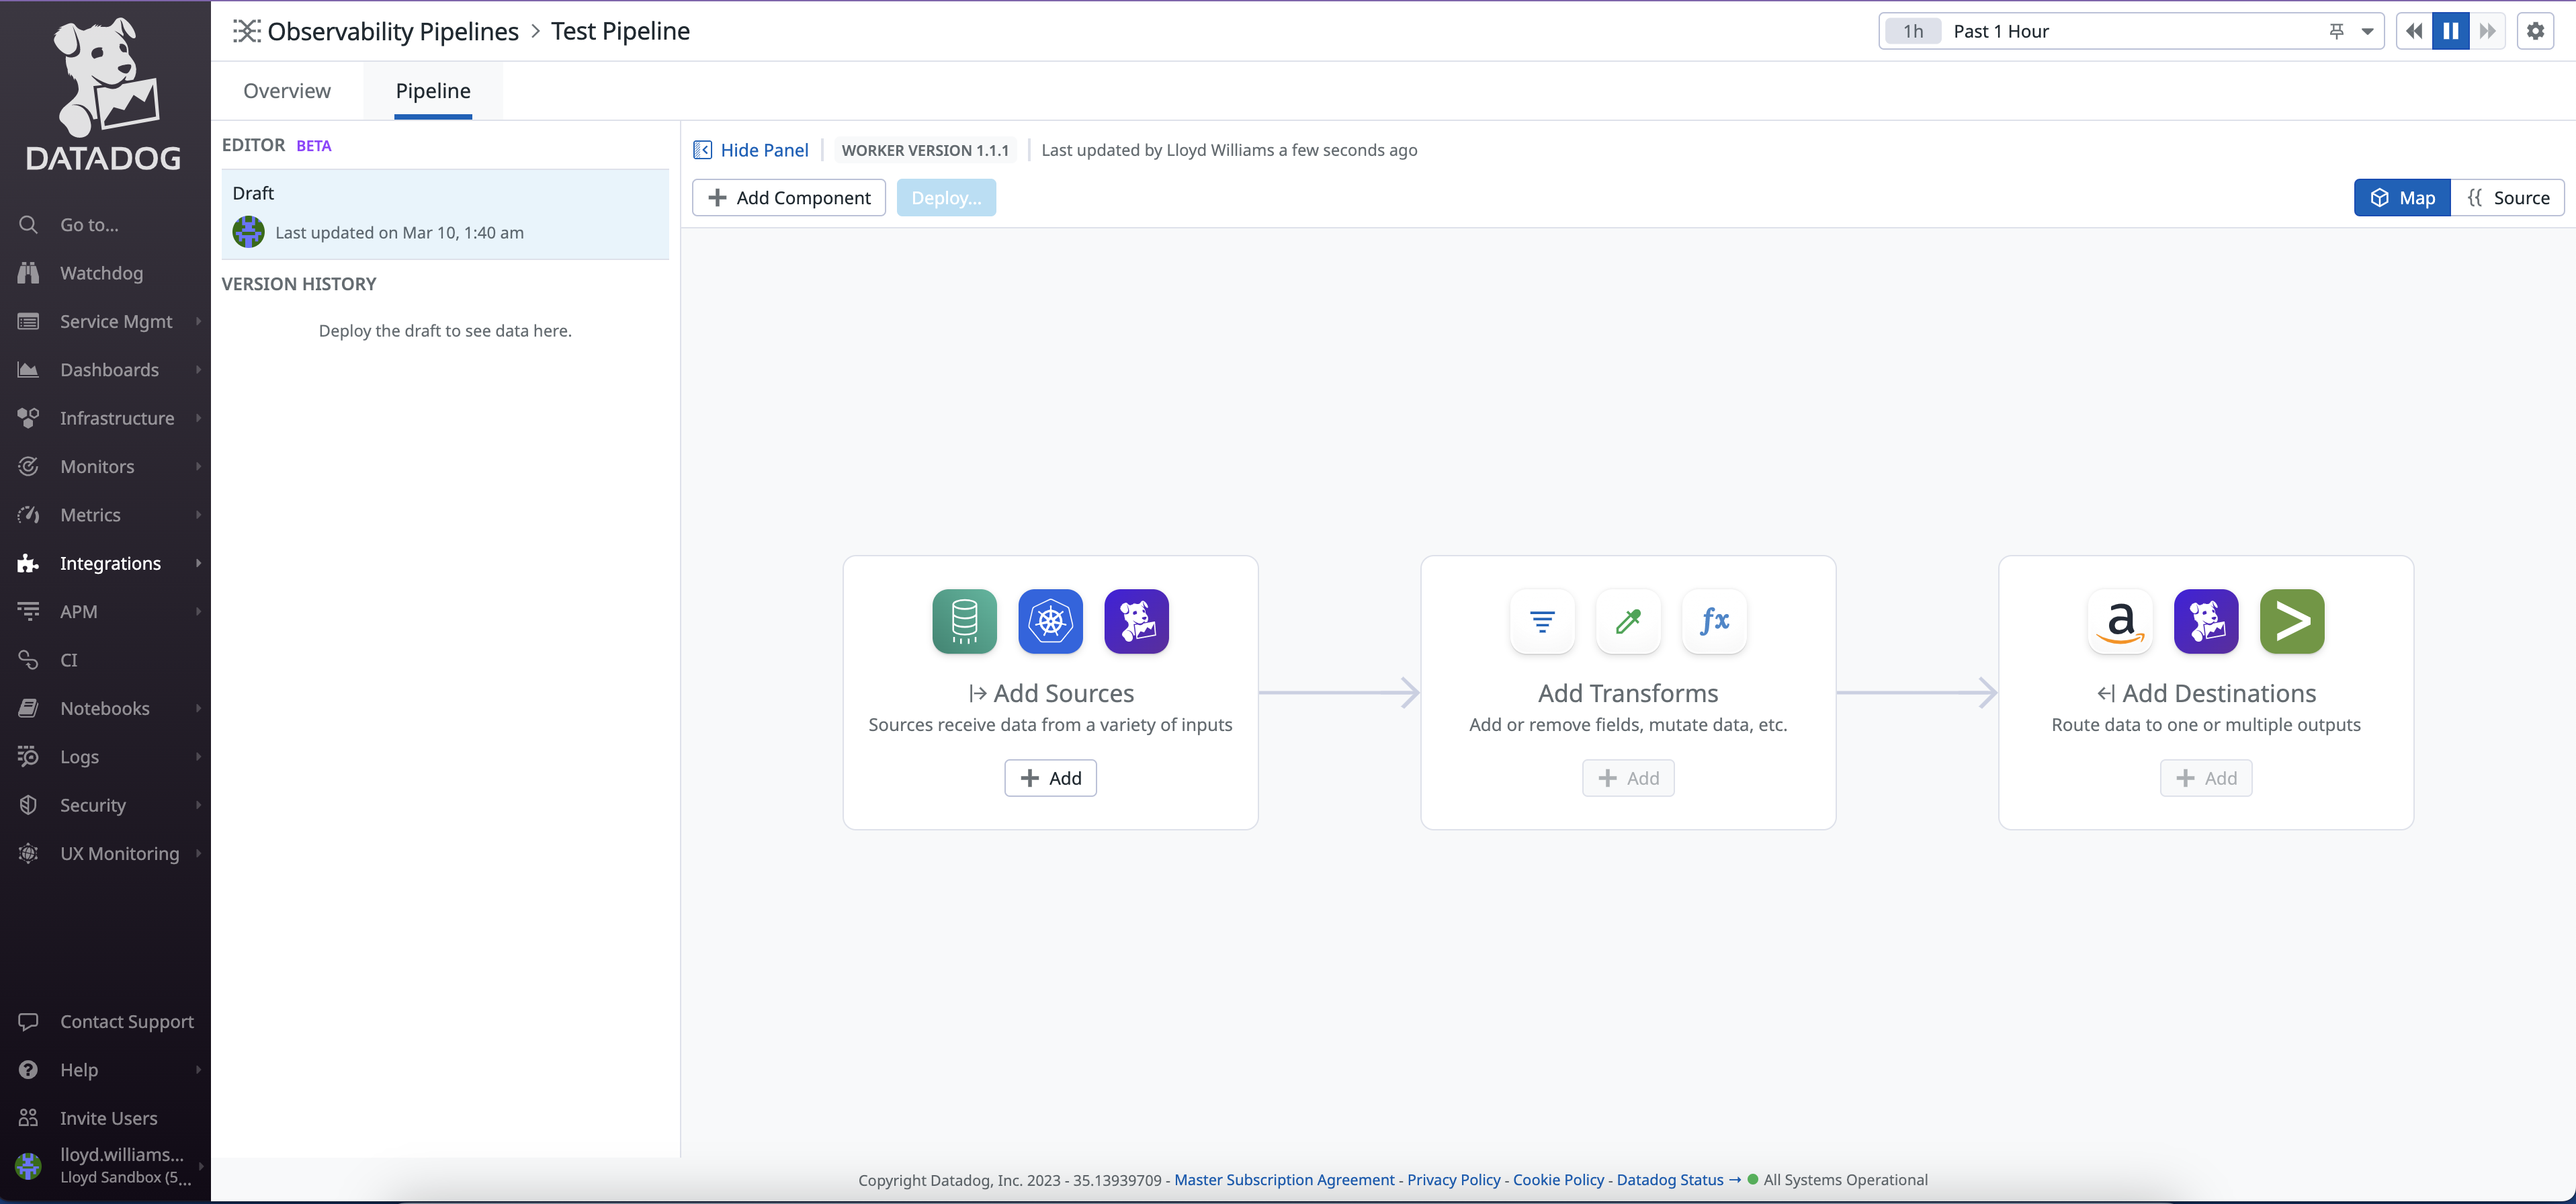 DATADOG
Go to...
Watchdog
Service Mgmt
Dashboards
Infrastructure
Monitors
Metrics
Integrations
APM
CI
Notebooks
Logs
Security
UX Monitoring
Contact Support
Help
Invite Users
lloyd.williams...
Lloyd Sandbox (5...
Observability Pipelines > Test Pipeline
1h Past 1 Hour
Overview Pipeline
EDITOR BETA
Draft
Last updated on Mar 10, 1:40 am
VERSION HISTORY
Deploy the draft to see data here.
Hide Panel WORKER VERSION 1.1.1 Last updated by Lloyd Williams a few seconds ago
+ Add Component Deploy... Map {{ Source
fx a >
Add Sources
Sources receive data from a variety of inputs
+ Add
Add Transforms
Add or remove fields, mutate data, etc.
+ Add
Add Destinations
Route data to one or multiple outputs
+ Add
Copyright Datadog, Inc. 2023 - 35.13939709 - Master Subscription Agreement - Privacy Policy - Cookie Policy - Datadog Status → All Systems Operational